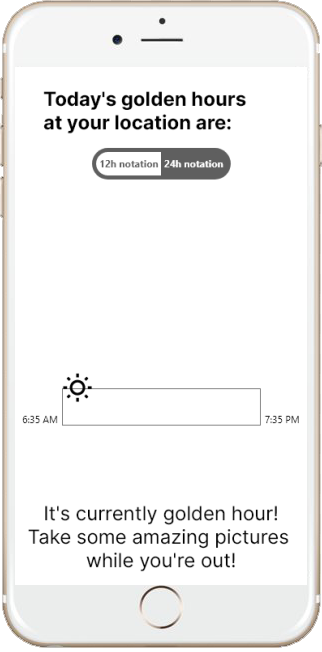 Today's golden hours
at your location are:
12h notation 24h notation
6:35 AM 7:35 PM
It's currently golden hour!
Take some amazing pictures
while you're out!